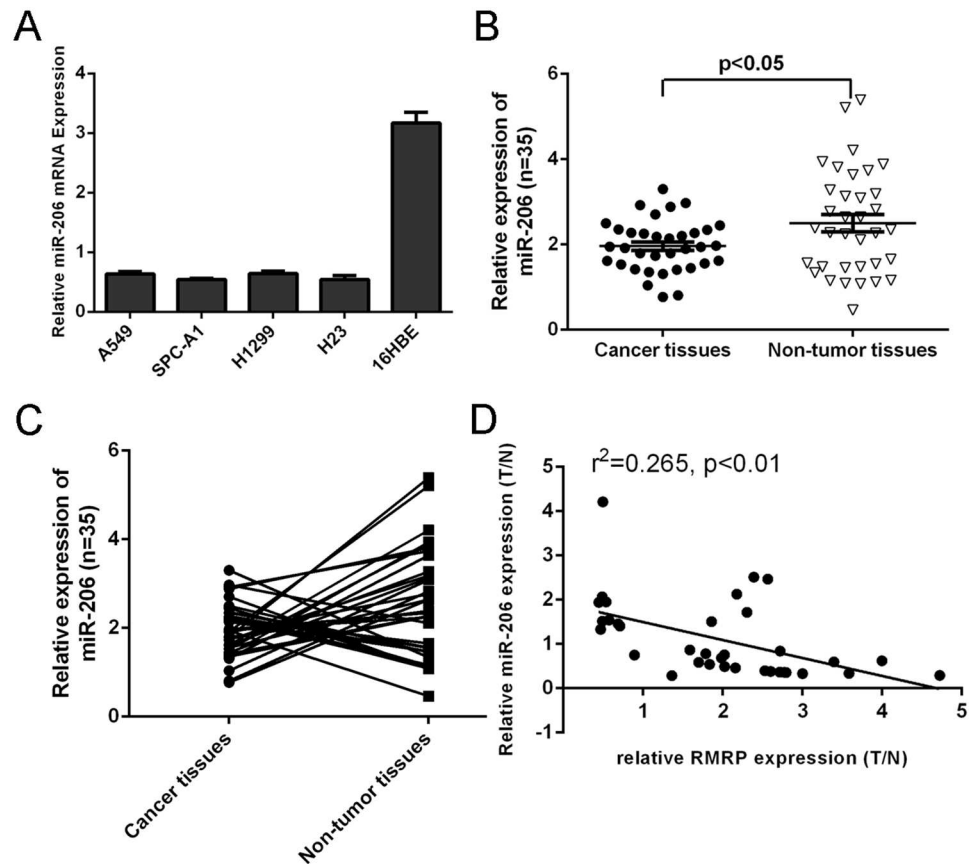 A
Relative miR-206 mRNA Expression
4
3
2
1
0
A549
SPC-A1
H1299
H23
16HBE
B
Relative expression of
miR-206 (n=35)
6
4
2
0
p<0.05
Cancer tissues
Non-tumor tissues
C
Relative expression of
miR-206 (n=35)
6
4
2
0
Cancer tissues
Non-tumor tissues
D
Relative miR-206 expression (T/N)
r²=0.265, p<0.01
5
4
3
2
1
0
-1
1
2
3
4
5
relative RMRP expression (T/N)